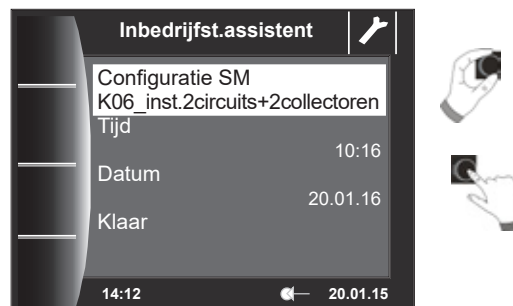 Inbedrijfst.assistent
Configuratie SM
K06_inst.2circuits+2collectoren
Tijd
10:16
Datum
20.01.16
Klaar
14:12
20.01.15